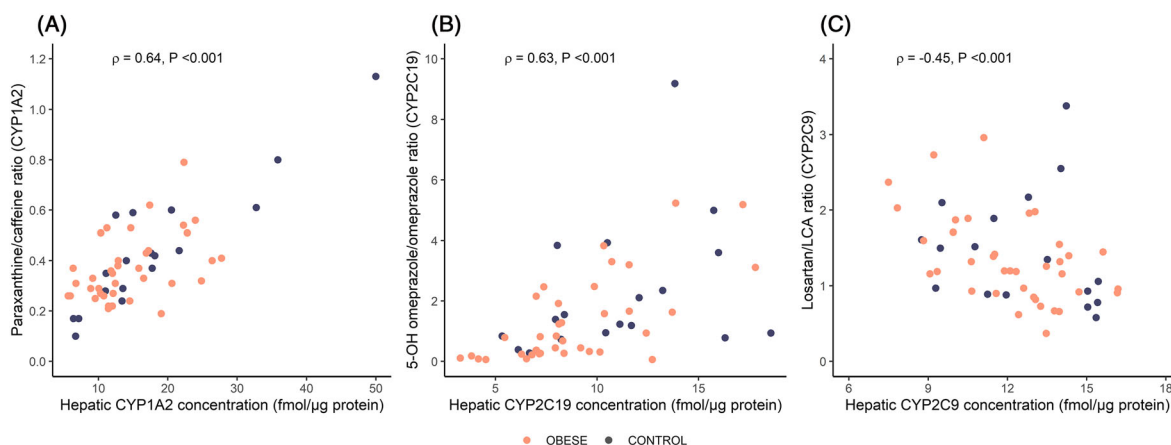 (A)
ρ = 0.64, P <0.001
Paraxanthine/caffeine ratio (CYP1A2)
1.2
1.0
0.8
0.6
0.4
0.2
0.0
10 20 30 40 50
Hepatic CYP1A2 concentration (fmol/µg protein)
(B)
ρ = 0.63, P <0.001
5-OH omeprazole/omeprazole ratio (CYP2C19)
10
8
6
4
2
0
5 10 15
Hepatic CYP2C19 concentration (fmol/µg protein)
(C)
ρ = -0.45, P <0.001
Losartan/LCA ratio (CYP2C9)
4
3
2
1
0
6 9 12 15 18
Hepatic CYP2C9 concentration (fmol/µg protein)
OBESE CONTROL